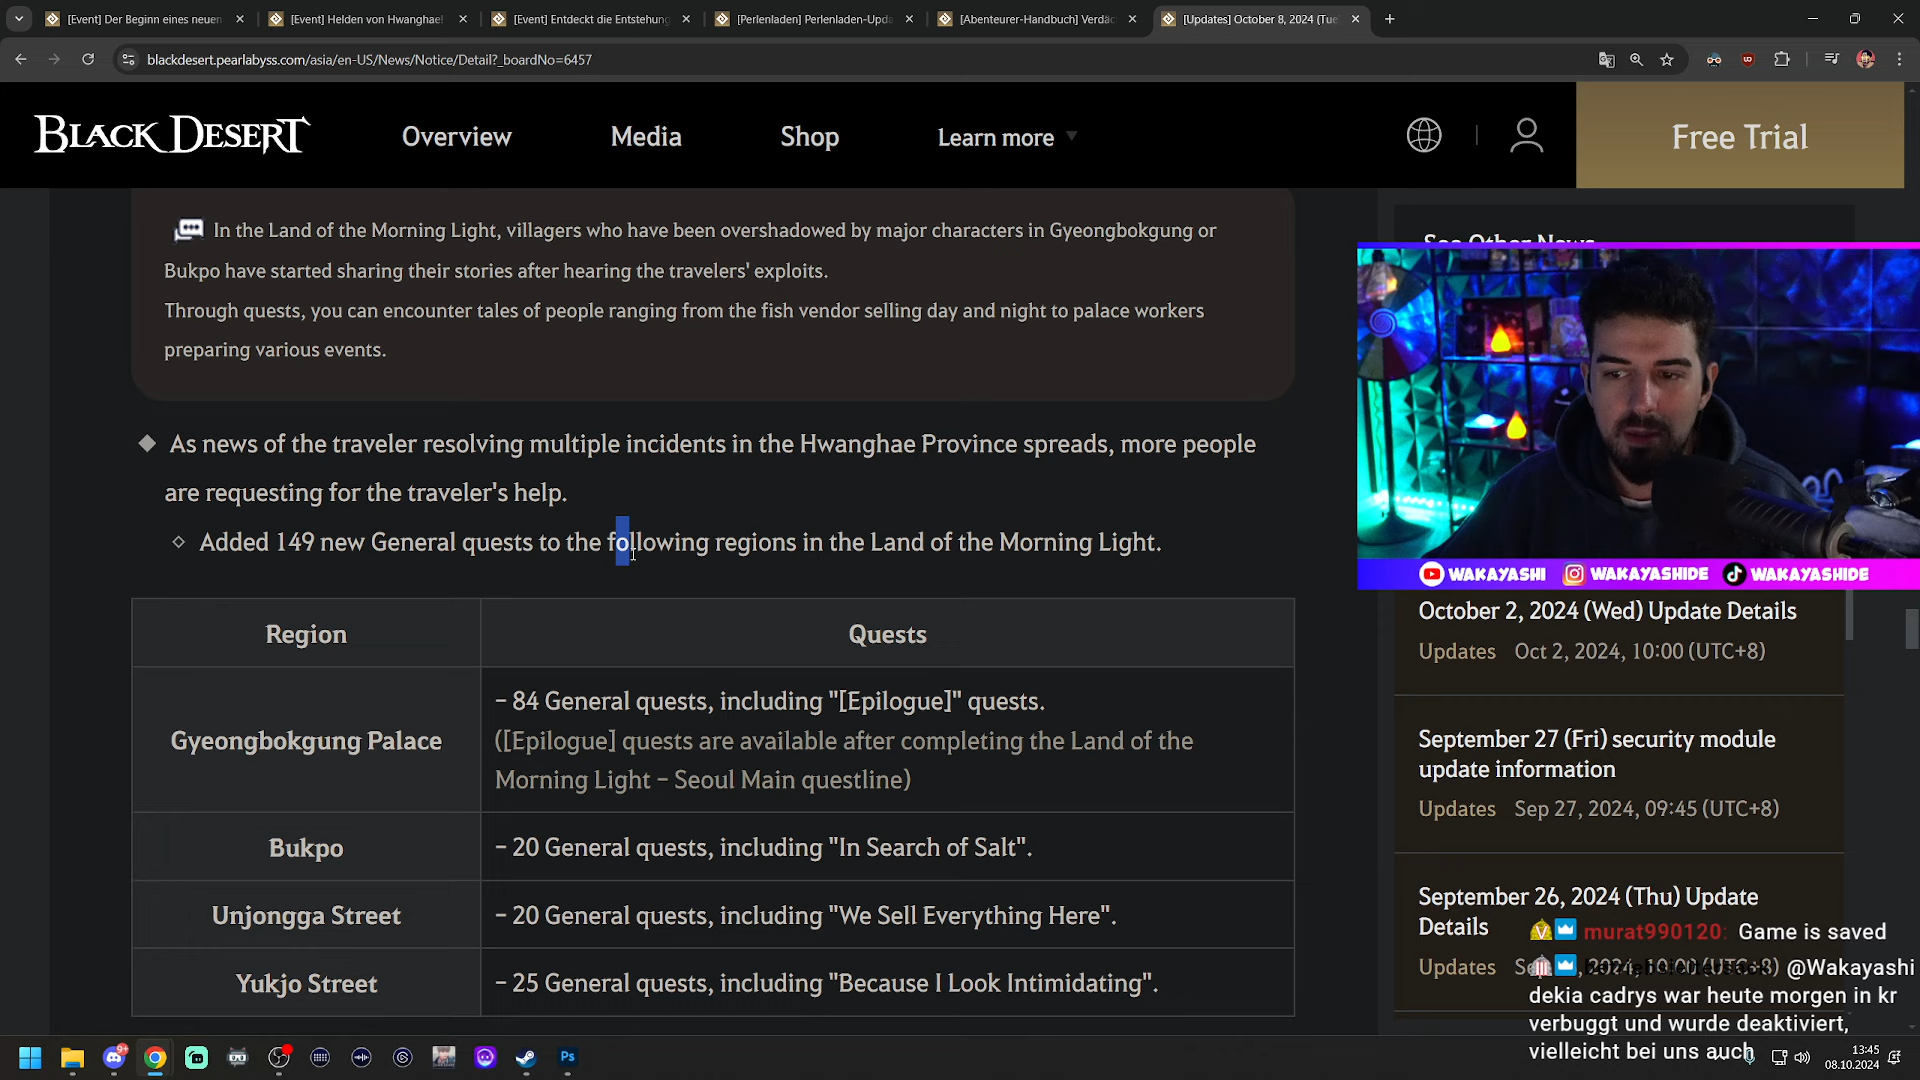 [Event] Der Beginn eines neuen
[Event] Helden von Hwanghae!
[Event] Entdeckt die Entstehung
[Perlenladen] Perlenladen-Upda
[Abenteurer-Handbuch] Verdäc
[Updates] October 8, 2024 (Tue
blackdesert.pearlabyss.com/asia/en-US/News/Notice/Detail?_boardNo=6457
BLACK DESERT
Overview
Media
Shop
Learn more
Free Trial
In the Land of the Morning Light, villagers who have been overshadowed by major characters in Gyeongbokgung or
Bukpo have started sharing their stories after hearing the travelers' exploits.
Through quests, you can encounter tales of people ranging from the fish vendor selling day and night to palace workers
preparing various events.
As news of the traveler resolving multiple incidents in the Hwanghae Province spreads, more people
are requesting for the traveler's help.
Added 149 new General quests to the following regions in the Land of the Morning Light.
Region
Quests
Gyeongbokgung Palace
- 84 General quests, including "[Epilogue]" quests.
([Epilogue] quests are available after completing the Land of the
Morning Light - Seoul Main questline)
Bukpo
- 20 General quests, including "In Search of Salt".
Unjongga Street
- 20 General quests, including "We Sell Everything Here".
Yukjo Street
- 25 General quests, including "Because I Look Intimidating".
See Other News
WAKAYASHI
WAKAYASHIDE
WAKAYASHIDE
October 2, 2024 (Wed) Update Details
Updates Oct 2, 2024, 10:00 (UTC+8)
September 27 (Fri) security module
update information
Updates Sep 27, 2024, 09:45 (UTC+8)
September 26, 2024 (Thu) Update
Details
murat990120: Game is saved
Updates
2024, 10:00 (UTC+8)
@Wakayashi
dekia cadrys war heute morgen in kr
verbuggt und wurde deaktiviert,
vielleicht bei uns auch
9+
Ps
13:45
08.10.2024